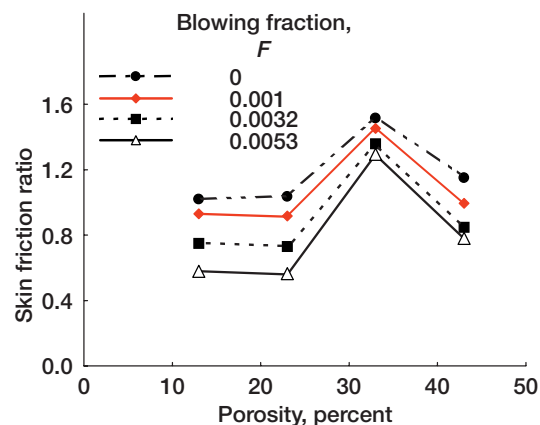 Blowing fraction,
F
0
0.001
0.0032
0.0053
Skin friction ratio
1.6
1.2
0.8
0.4
0.0
0 10 20 30 40 50
Porosity, percent